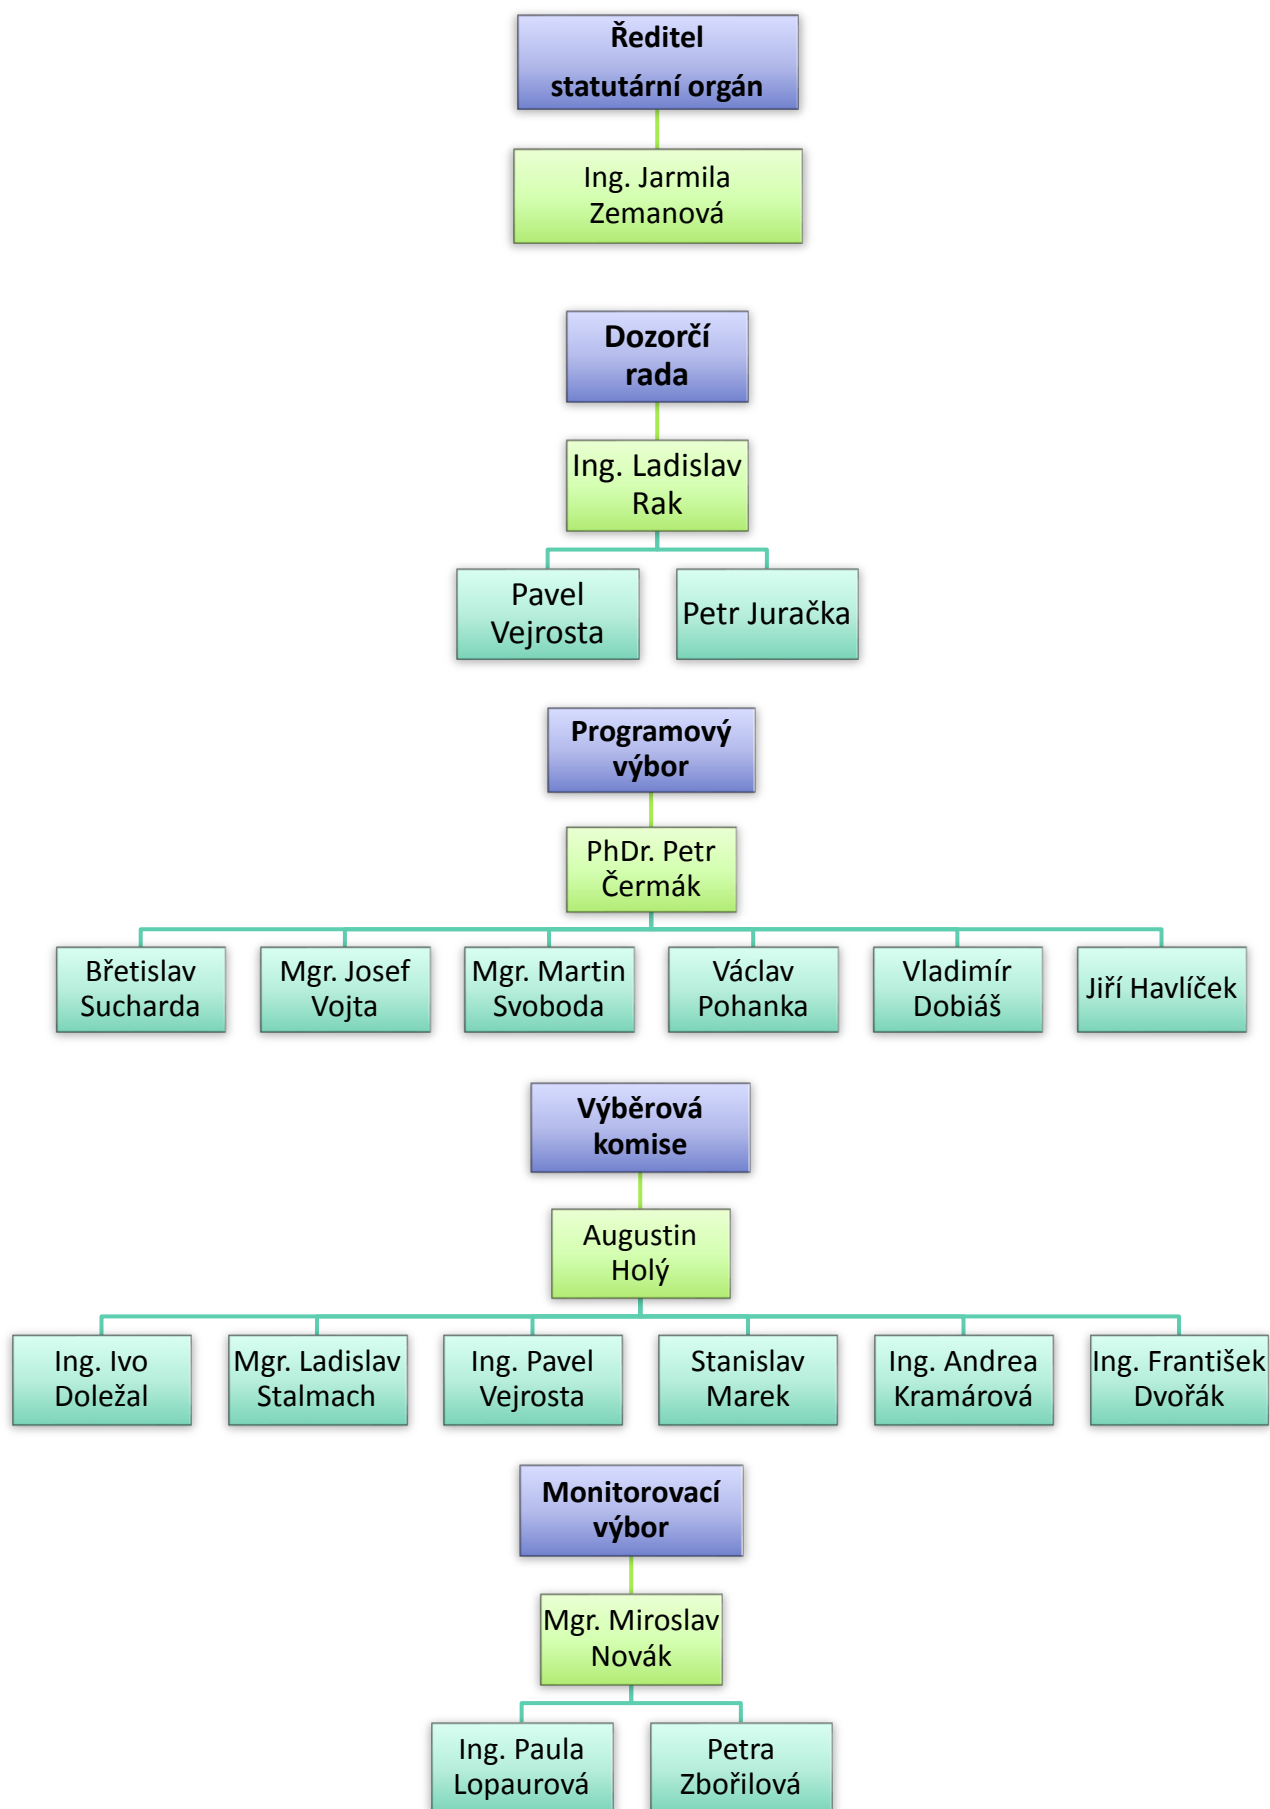 Ředitel
statutární orgán
Ing. Jarmila
Zemanová
Dozorčí
rada
Ing. Ladislav
Rak
Pavel
Vejrosta
Petr Juračka
Programový
výbor
PhDr. Petr
Čermák
Břetislav
Sucharda
Mgr. Josef
Vojta
Mgr. Martin
Svoboda
Václav
Pohanka
Vladimír
Dobiáš
Jiří Havlíček
Výběrová
komise
Augustin
Holý
Ing. Ivo
Doležal
Mgr. Ladislav
Stalmach
Ing. Pavel
Vejrosta
Stanislav
Marek
Ing. Andrea
Kramárová
Ing. František
Dvořák
Monitorovací
výbor
Mgr. Miroslav
Novák
Ing. Paula
Lopaurová
Petra
Zbořilová